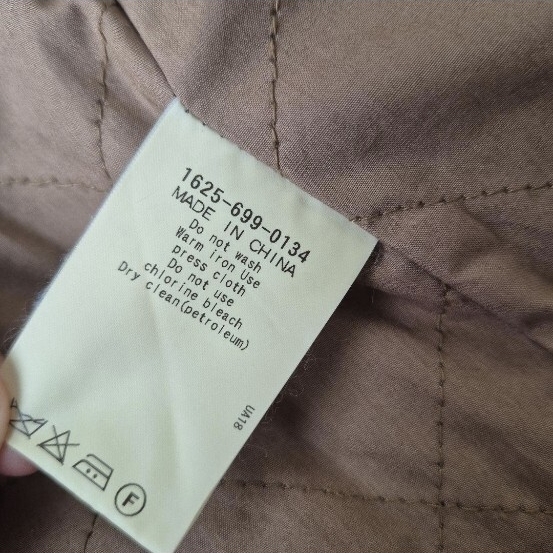 1625-699-0134
MADE IN CHINA
Do not wash
Warm iron Use
press cloth
Do not use
chlorine bleach
Dry clean(petroleum)
UA18
F